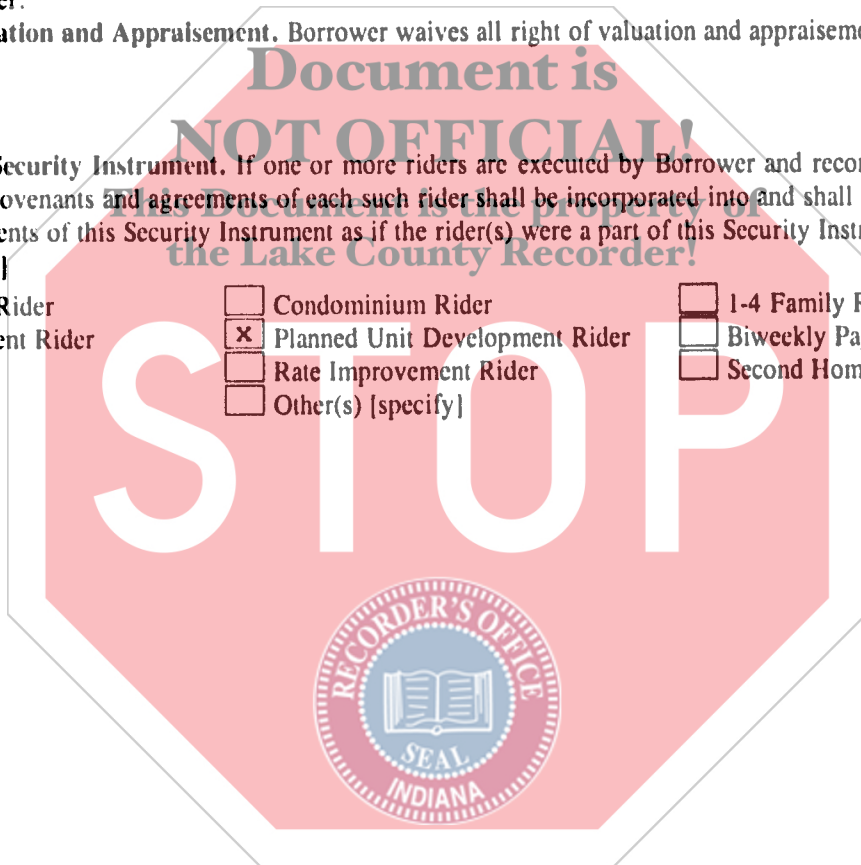 er.
ation and Appraisement. Borrower waives all right of valuation and appraiseme
Document is
NOT OFFICIAL!
Security Instrument. If one or more riders are executed by Borrower and recor
ovenants and agreements of each such rider shall be incorporated into and shall
This Document is the property of
ents of this Security Instrument as if the rider(s) were a part of this Security Instr
the Lake County Recorder!
]
Rider Condominium Rider 1-4 Family R
ent Rider x Planned Unit Development Rider Biweekly Pa
Rate Improvement Rider Second Hom
Other(s) [specify]
STOP
RECORDER'S OFFICE
SEAL
INDIANA